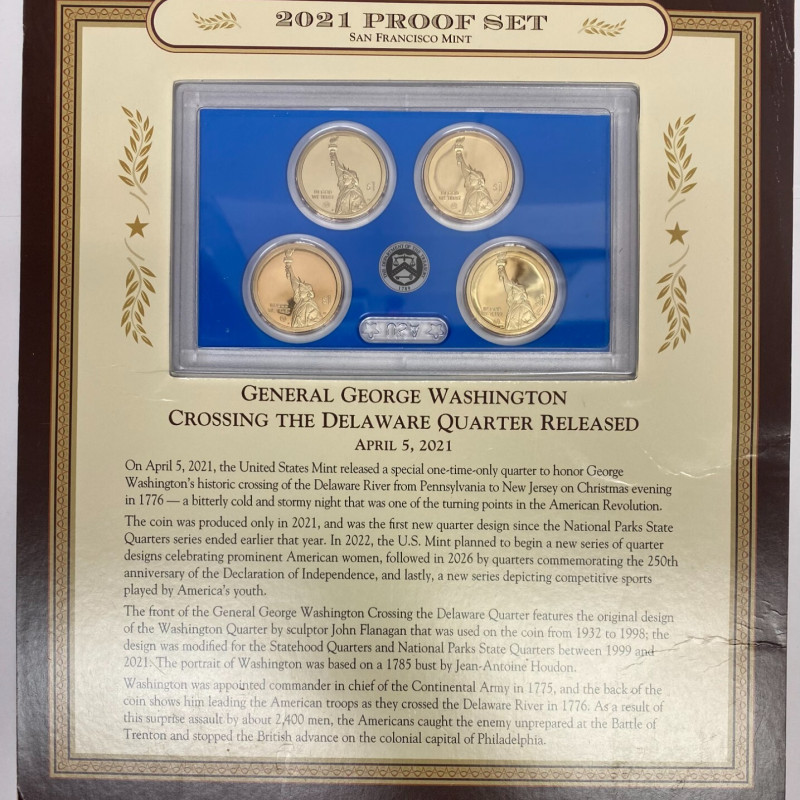 2021 PROOF SET
SAN FRANCISCO MINT
IN GOD
WE TRUST
$1
IN GOD
WE TRUST
$1
1789
USA
GENERAL GEORGE WASHINGTON
CROSSING THE DELAWARE QUARTER RELEASED
APRIL 5, 2021
On April 5, 2021, the United States Mint released a special one-time-only quarter to honor George
Washington's historic crossing of the Delaware River from Pennsylvania to New Jersey on Christmas evening
in 1776 — a bitterly cold and stormy night that was one of the turning points in the American Revolution.
The coin was produced only in 2021, and was the first new quarter design since the National Parks State
Quarters series ended earlier that year. In 2022, the U.S. Mint planned to begin a new series of quarter
designs celebrating prominent American women, followed in 2026 by quarters commemorating the 250th
anniversary of the Declaration of Independence, and lastly, a new series depicting competitive sports
played by America's youth.
The front of the General George Washington Crossing the Delaware Quarter features the original design
of the Washington Quarter by sculptor John Flanagan that was used on the coin from 1932 to 1998; the
design was modified for the Statehood Quarters and National Parks State Quarters between 1999 and
2021. The portrait of Washington was based on a 1785 bust by Jean-Antoine Houdon.
Washington was appointed commander in chief of the Continental Army in 1775, and the back of the
coin shows him leading the American troops as they crossed the Delaware River in 1776. As a result of
this surprise assault by about 2,400 men, the Americans caught the enemy unprepared at the Battle of
Trenton and stopped the British advance on the colonial capital of Philadelphia.